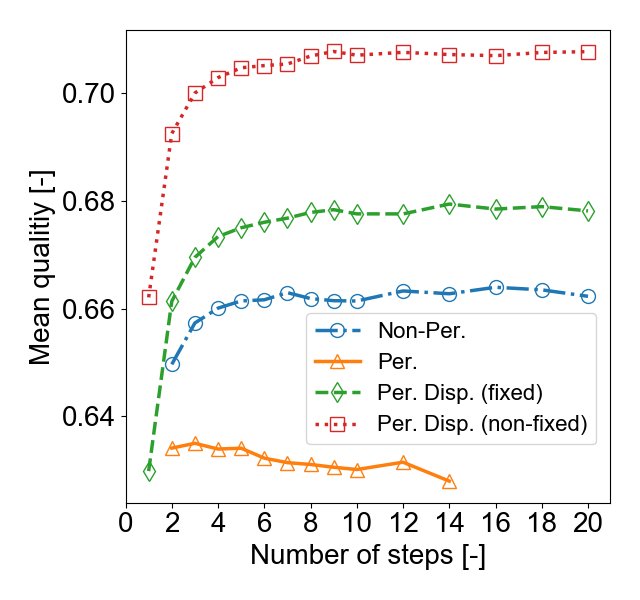 Mean qualitiy [-]
0.70
0.68
0.66
0.64
Non-Per.
Per.
Per. Disp. (fixed)
Per. Disp. (non-fixed)
0 2 4 6 8 10 12 14 16 18 20
Number of steps [-]